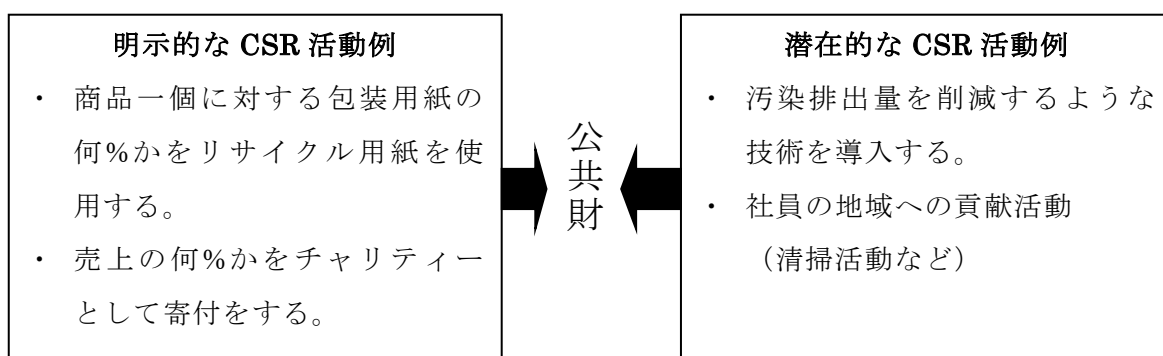 明示的な CSR 活動例
・ 商品一個に対する包装用紙の
何%かをリサイクル用紙を使
用する。
・ 売上の何%かをチャリティー
として寄付をする。
公共財
潜在的な CSR 活動例
・ 汚染排出量を削減するような
技術を導入する。
・ 社員の地域への貢献活動
（清掃活動など）